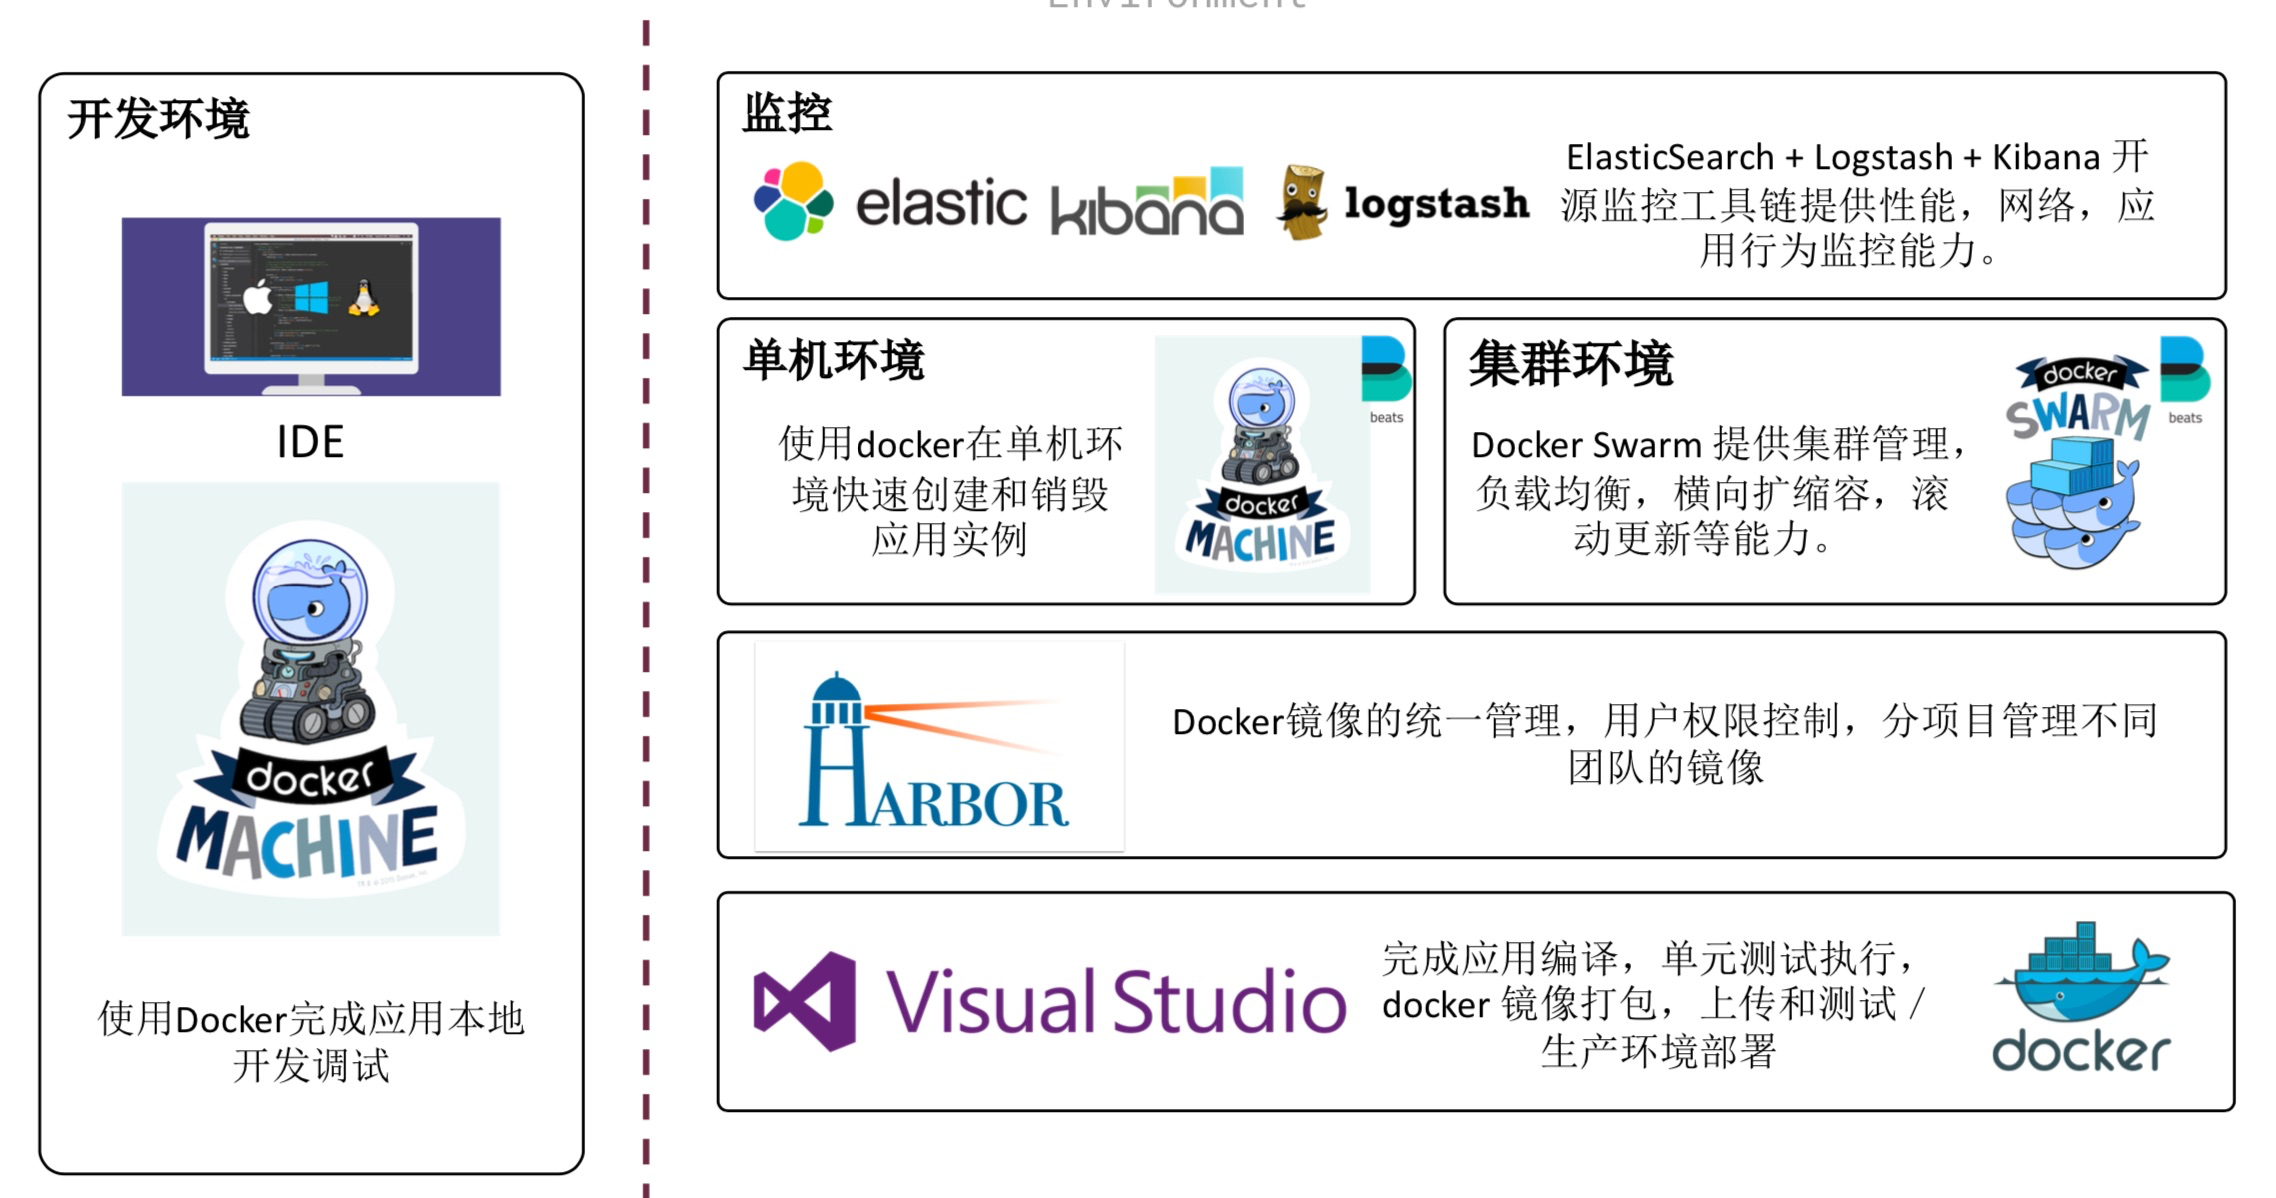 Environment
开发环境
IDE
docker
MACHINE
使用Docker完成应用本地
开发调试
监控
elastic
kibana
logstash
ElasticSearch + Logstash + Kibana 开
源监控工具链提供性能，网络，应
用行为监控能力。
单机环境
使用docker在单机环
境快速创建和销毁
应用实例
docker
MACHINE
beats
集群环境
Docker Swarm 提供集群管理，
负载均衡，横向扩缩容，滚
动更新等能力。
docker
SWARM
beats
HARBOR
Docker镜像的统一管理，用户权限控制，分项目管理不同
团队的镜像
Visual Studio
完成应用编译，单元测试执行，
docker 镜像打包，上传和测试 /
生产环境部署
docker